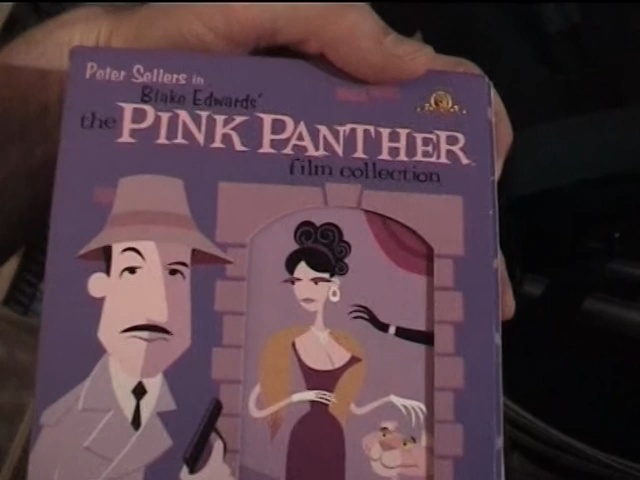 Peter Sellers in
Blake Edwards'
the PINK PANTHER
film collection